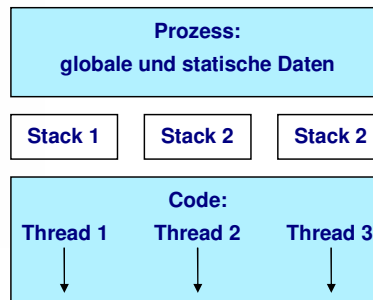 Prozess:
globale und statische Daten
Stack 1 Stack 2 Stack 2
Code:
Thread 1 Thread 2 Thread 3